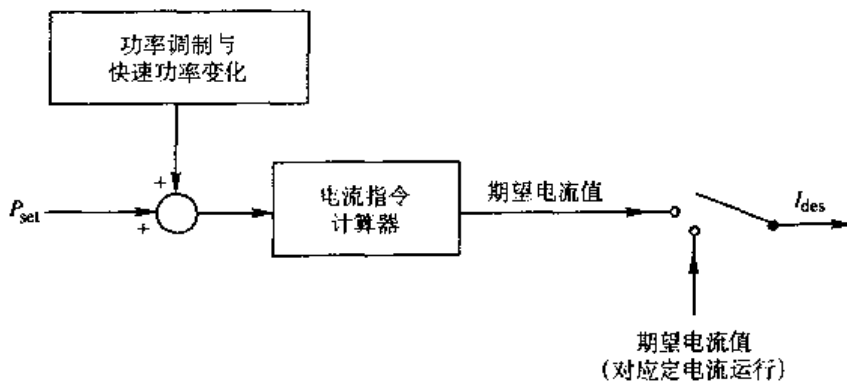 功率调制与
快速功率变化
+
P_set
+
电流指令
计算器
期望电流值
I_des
期望电流值
(对应定电流运行)